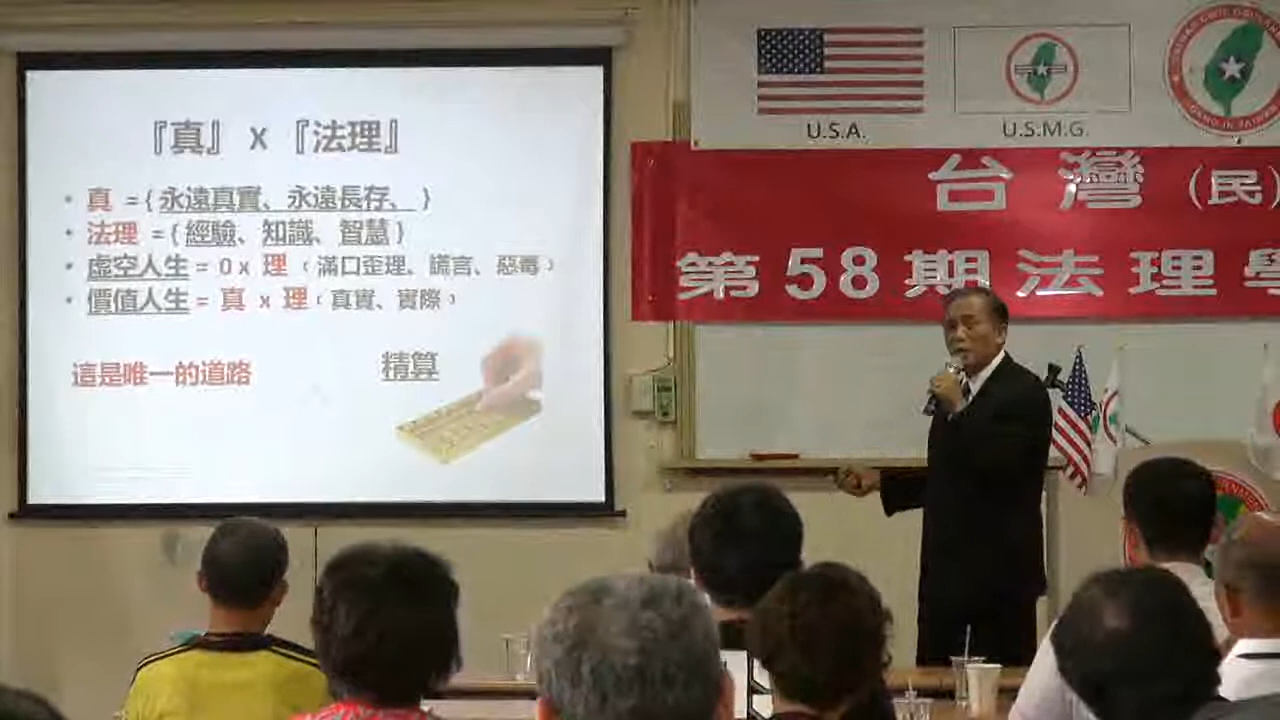 『真』 x 『法理』
• 真 = { 永遠真實、永遠長存、 }
• 法理 = { 經驗、知識、智慧 }
• 虛空人生 = 0 x 理 （滿口歪理、謊言、惡毒）
• 價值人生 = 真 x 理（真實、實際）
這是唯一的道路
精算
U.S.A.
U.S.M.G.
台灣（民）
第58期法理學